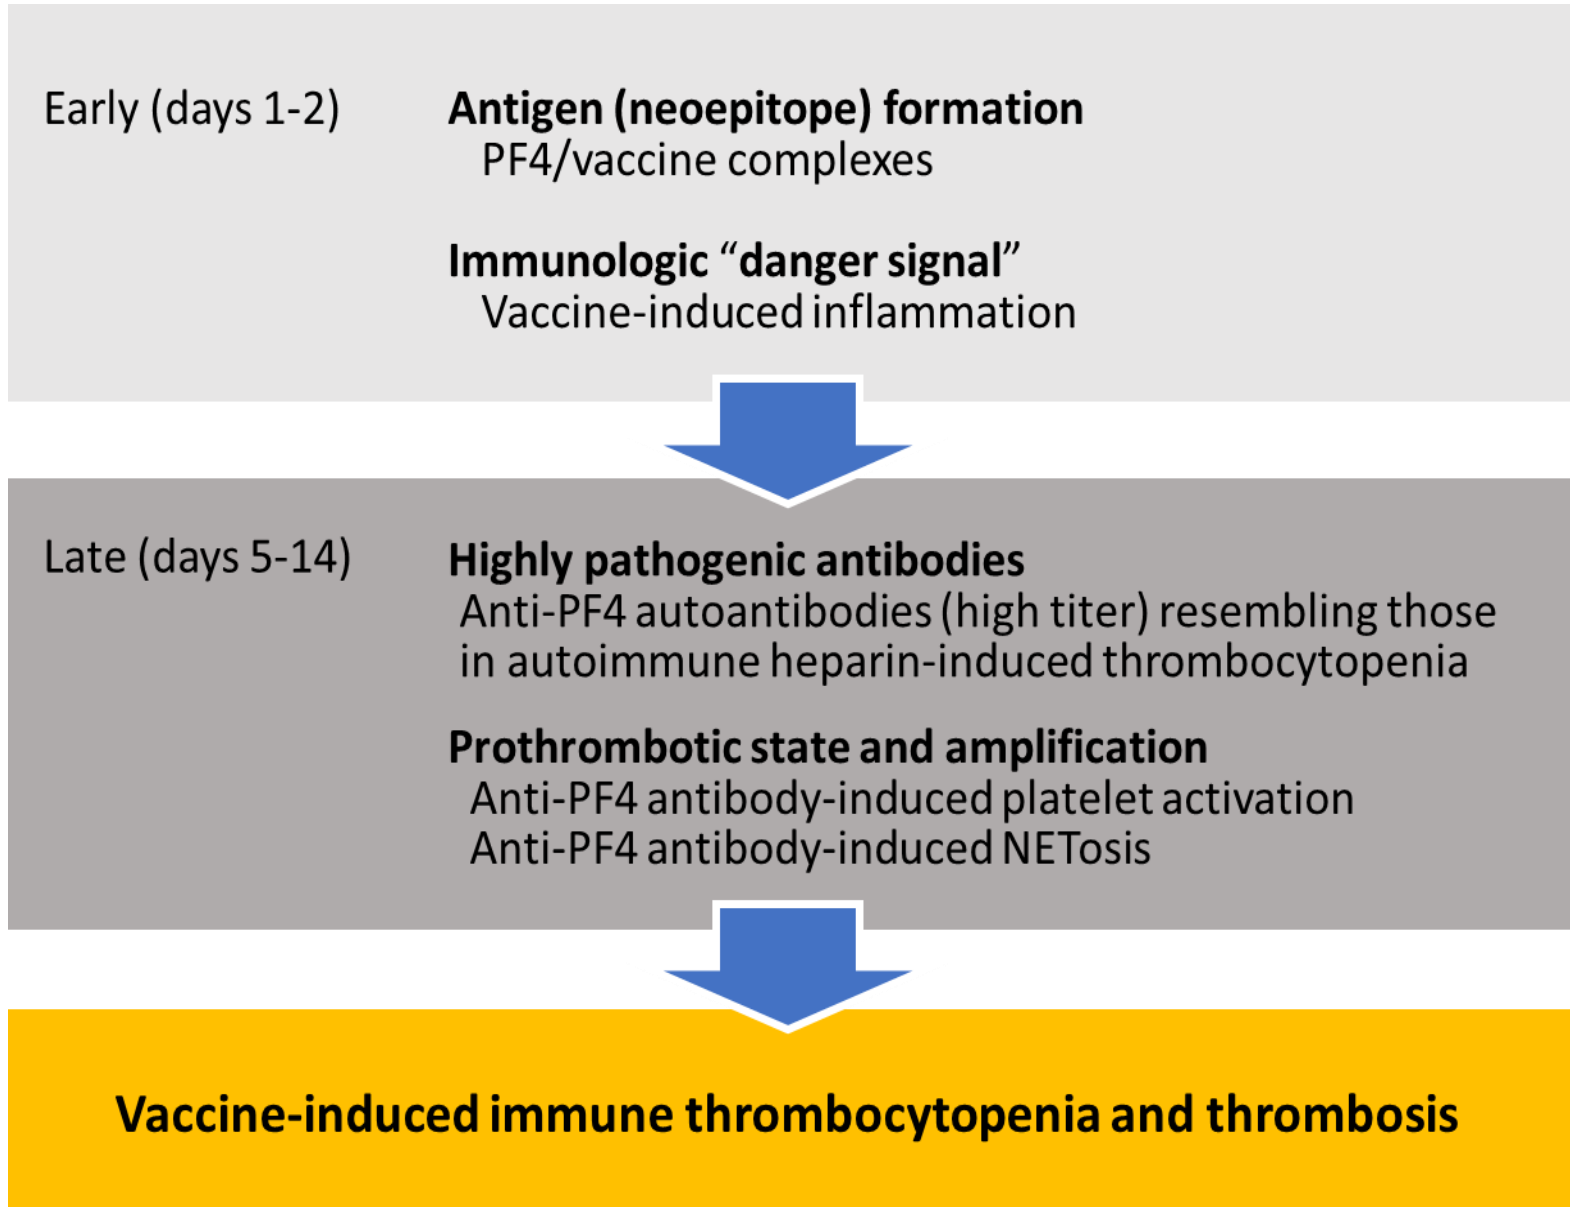 Early (days 1-2)
Antigen (neoepitope) formation
PF4/vaccine complexes
Immunologic “danger signal”
Vaccine-induced inflammation
Late (days 5-14)
Highly pathogenic antibodies
Anti-PF4 autoantibodies (high titer) resembling those
in autoimmune heparin-induced thrombocytopenia
Prothrombotic state and amplification
Anti-PF4 antibody-induced platelet activation
Anti-PF4 antibody-induced NETosis
Vaccine-induced immune thrombocytopenia and thrombosis